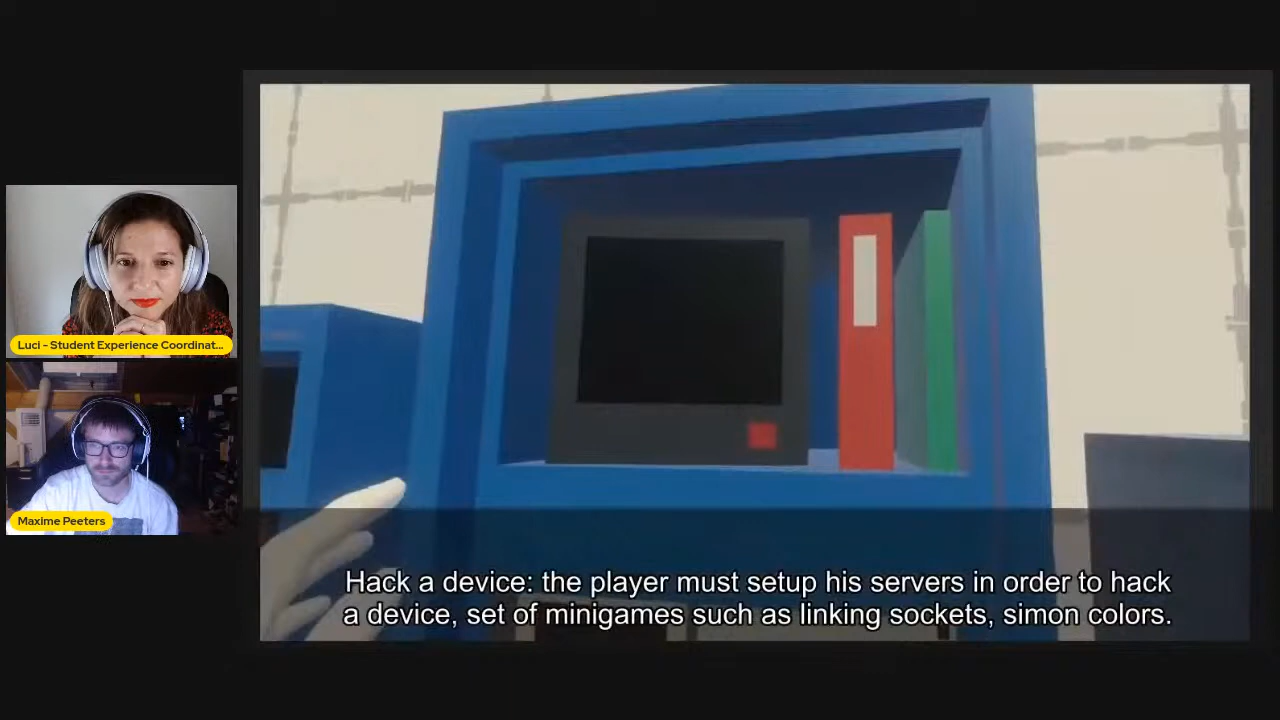 Luci - Student Experience Coordinat...
Maxime Peeters
Hack a device: the player must setup his servers in order to hack
a device, set of minigames such as linking sockets, simon colors.